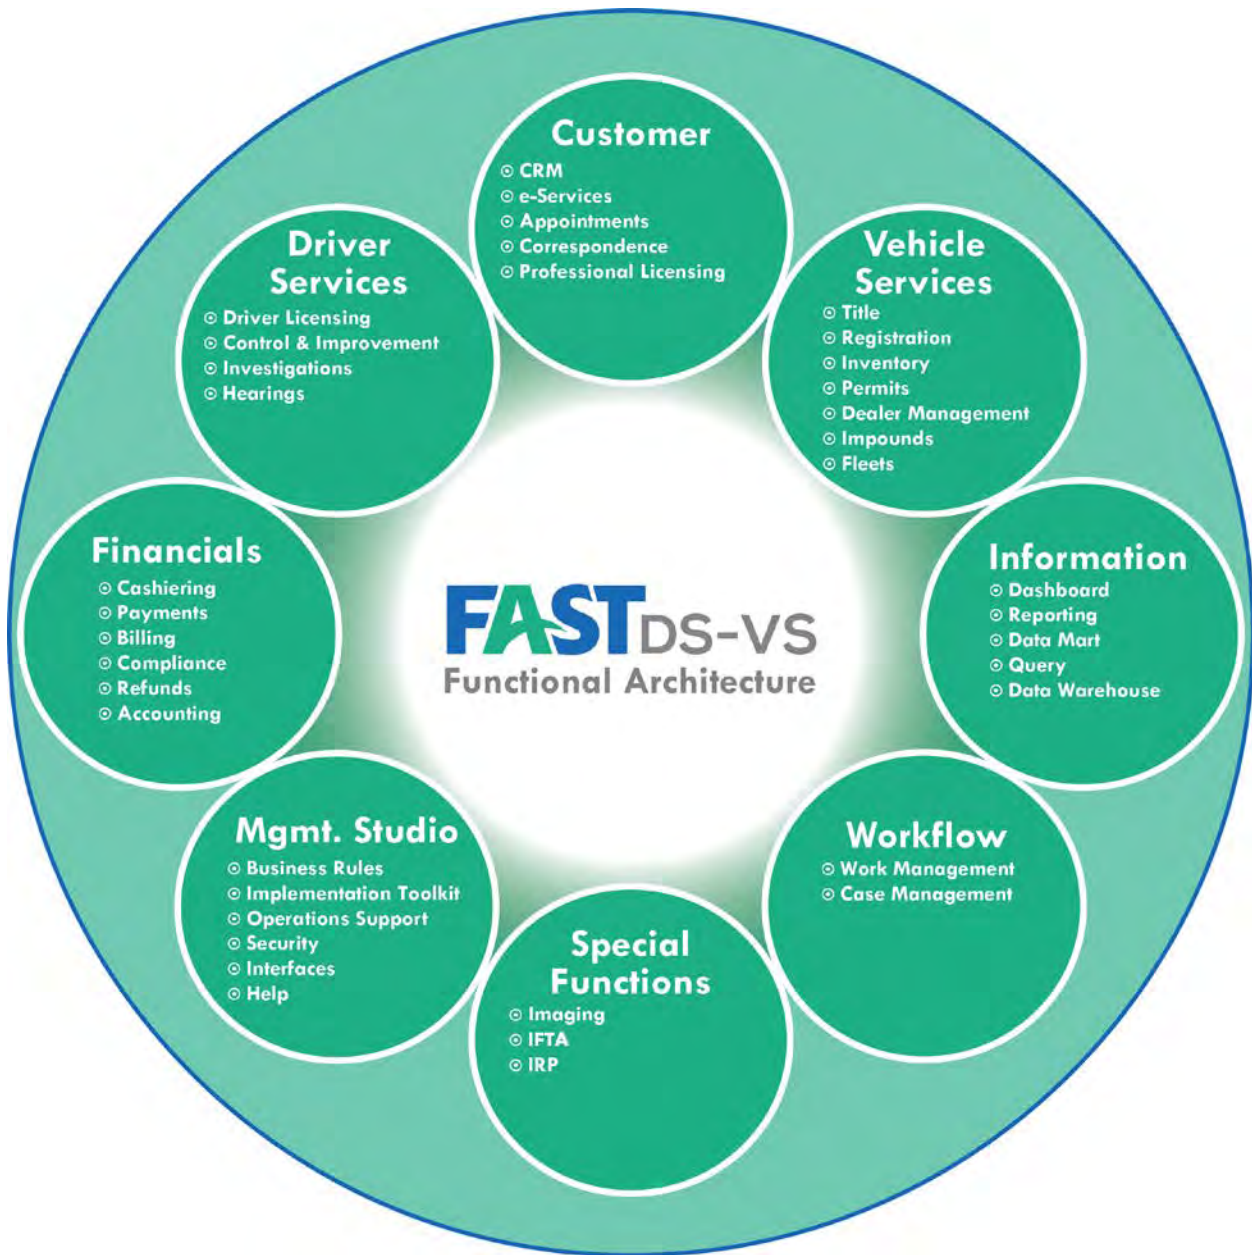 Customer
CRM
e-Services
Appointments
Correspondence
Professional Licensing
Vehicle
Services
Title
Registration
Inventory
Permits
Dealer Management
Impounds
Fleets
Information
Dashboard
Reporting
Data Mart
Query
Data Warehouse
Workflow
Work Management
Case Management
Special
Functions
Imaging
IFTA
IRP
Mgmt. Studio
Business Rules
Implementation Toolkit
Operations Support
Security
Interfaces
Help
Financials
Cashiering
Payments
Billing
Compliance
Refunds
Accounting
Driver
Services
Driver Licensing
Control & Improvement
Investigations
Hearings
FAST DS-VS
Functional Architecture